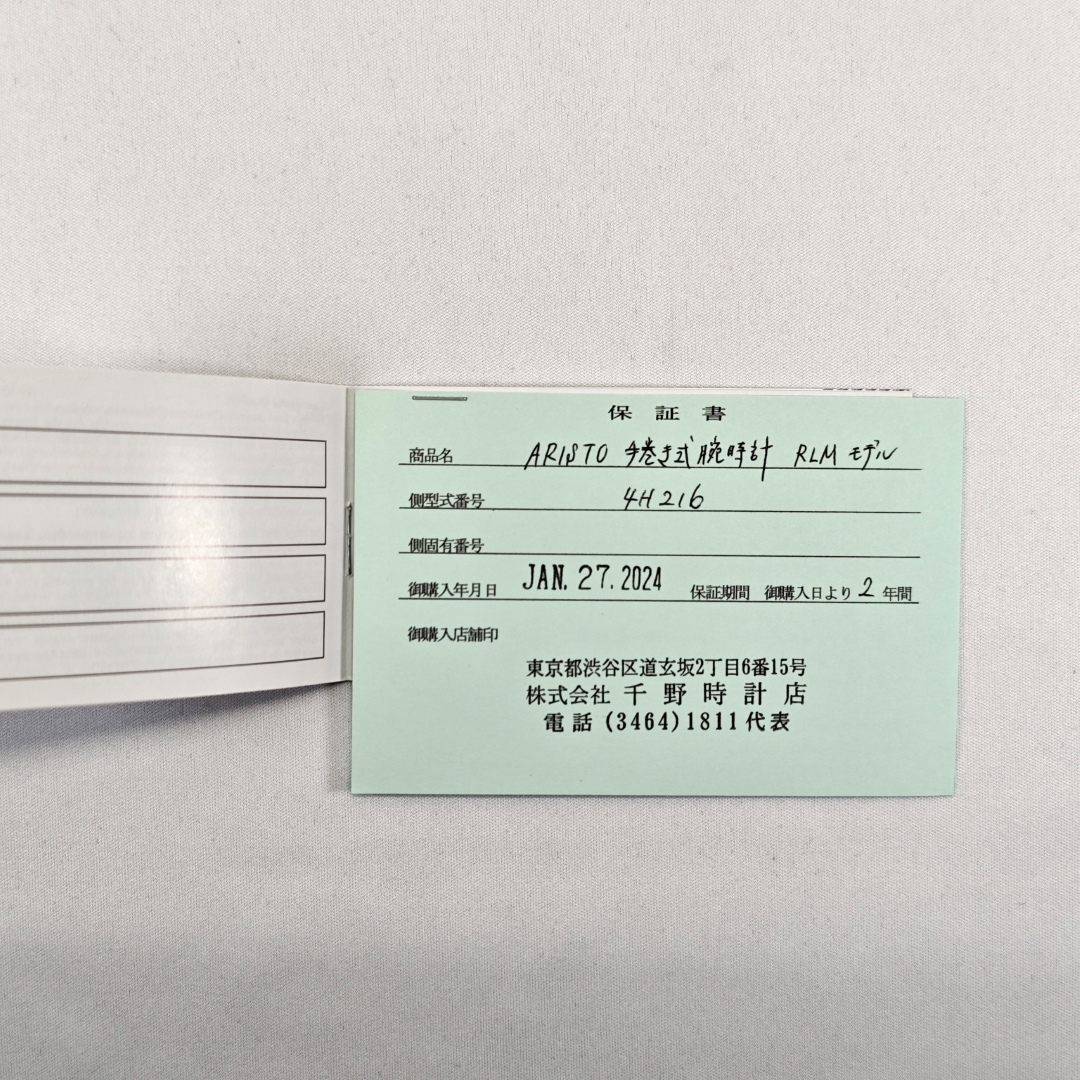 保証書
商品名 ARISTO 手巻き式腕時計 RLM モデル
側型式番号 4H216
側固有番号
御購入年月日 JAN. 27. 2024 保証期間 御購入日より 2 年間
御購入店舗印
東京都渋谷区道玄坂2丁目6番15号
株式会社 千野時計店
電話 (3464) 1811 代表